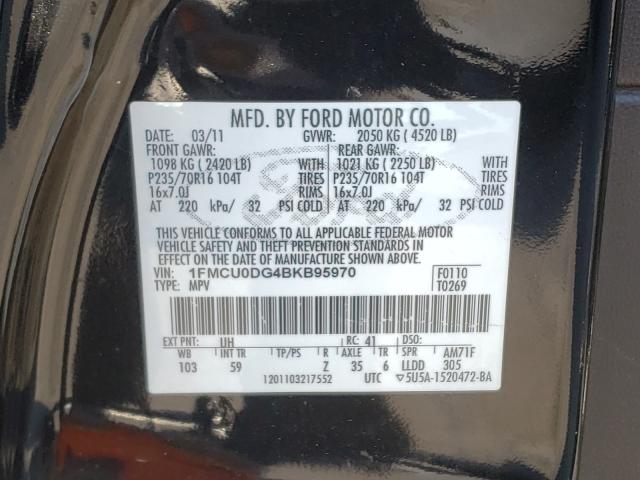 MFD. BY FORD MOTOR CO.
DATE: 03/11 GVWR: 2050 KG ( 4520 LB)
FRONT GAWR: REAR GAWR:
1098 KG ( 2420 LB) WITH 1021 KG ( 2250 LB) WITH
P235/70R16 104T TIRES P235/70R16 104T TIRES
16x7.0J RIMS 16x7.0J RIMS
AT 220 kPa/ 32 PSI COLD AT 220 kPa/ 32 PSI COLD
THIS VEHICLE CONFORMS TO ALL APPLICABLE FEDERAL MOTOR
VEHICLE SAFETY AND THEFT PREVENTION STANDARDS IN
EFFECT ON THE DATE OF MANUFACTURE SHOWN ABOVE.
VIN: 1FMCU0DG4BKB95970 F0110
TYPE: MPV T0269
EXT PNT: UH RC: 41 DSO:
WB INT TR TP/PS R AXLE TR SPR AM71F
103 59 Z 35 6 LLDD 305
1201103217552 UTC ▽5U5A-1520472-BA